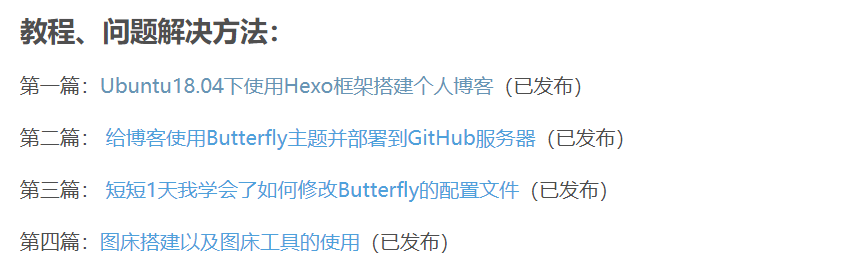 教程、问题解决方法：
第一篇：Ubuntu18.04下使用Hexo框架搭建个人博客（已发布）
第二篇： 给博客使用Butterfly主题并部署到GitHub服务器（已发布）
第三篇： 短短1天我学会了如何修改Butterfly的配置文件（已发布）
第四篇：图床搭建以及图床工具的使用（已发布）